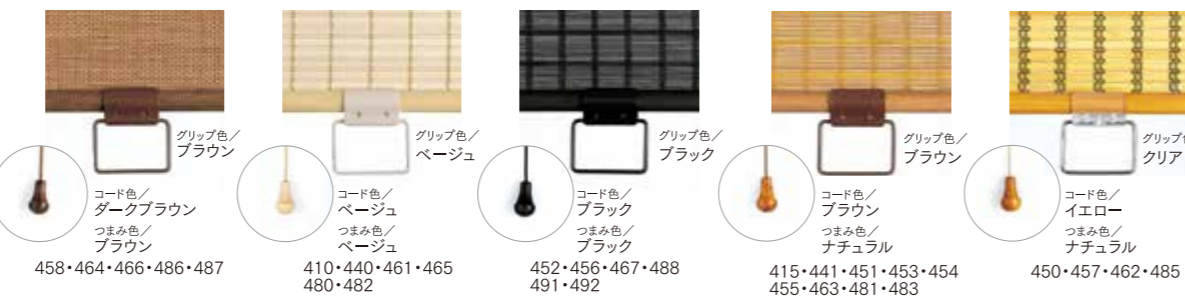 グリップ色／
ブラウン
コード色／
ダークブラウン
つまみ色／
ブラウン
458・464・466・486・487
グリップ色／
ベージュ
コード色／
ベージュ
つまみ色／
ベージュ
410・440・461・465
480・482
グリップ色／
ブラック
コード色／
ブラック
つまみ色／
ブラック
452・456・467・488
491・492
グリップ色／
ブラウン
コード色／
ブラウン
つまみ色／
ナチュラル
415・441・451・453・454
455・463・481・483
グリップ色
クリア
コード色／
イエロー
つまみ色／
ナチュラル
450・457・462・485